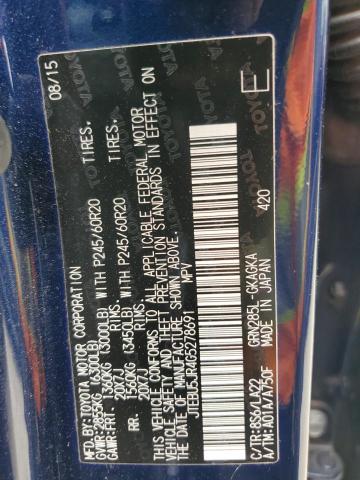 MFD.BY:TOYOTA MOTOR CORPORATION 08/15
GVWR:2855KG (6300LB)
GAWR:FRT. 1360KG (3000LB) WITH P245/60R20 TIRES,
20X7J RIMS,
RR. 1560KG (3450LB) WITH P245/60R20 TIRES,
20X7J RIMS,
THIS VEHICLE CONFORMS TO ALL APPLICABLE FEDERAL MOTOR
VEHICLE SAFETY AND THEFT PREVENTION STANDARDS IN EFFECT ON
THE DATE OF MANUFACTURE SHOWN ABOVE.
JTEBU5JR4G5278691 MPV
C/TR:8S6/LA22 GRN285L-GKAGKA
A/TM:A01A/A750F MADE IN JAPAN 420
E
TOYOTA